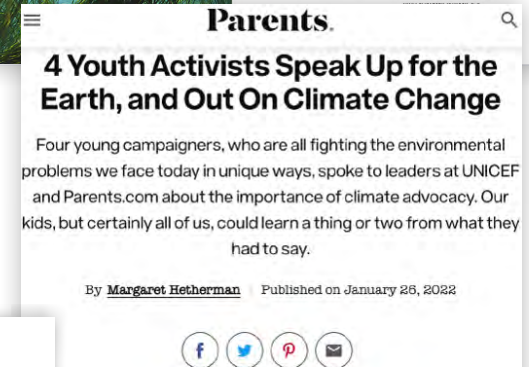 Parents.
4 Youth Activists Speak Up for the
Earth, and Out On Climate Change
Four young campaigners, who are all fighting the environmental
problems we face today in unique ways, spoke to leaders at UNICEF
and Parents.com about the importance of climate advocacy. Our
kids, but certainly all of us, could learn a thing or two from what they
had to say.
By Margaret Hetherman Published on January 26, 2022